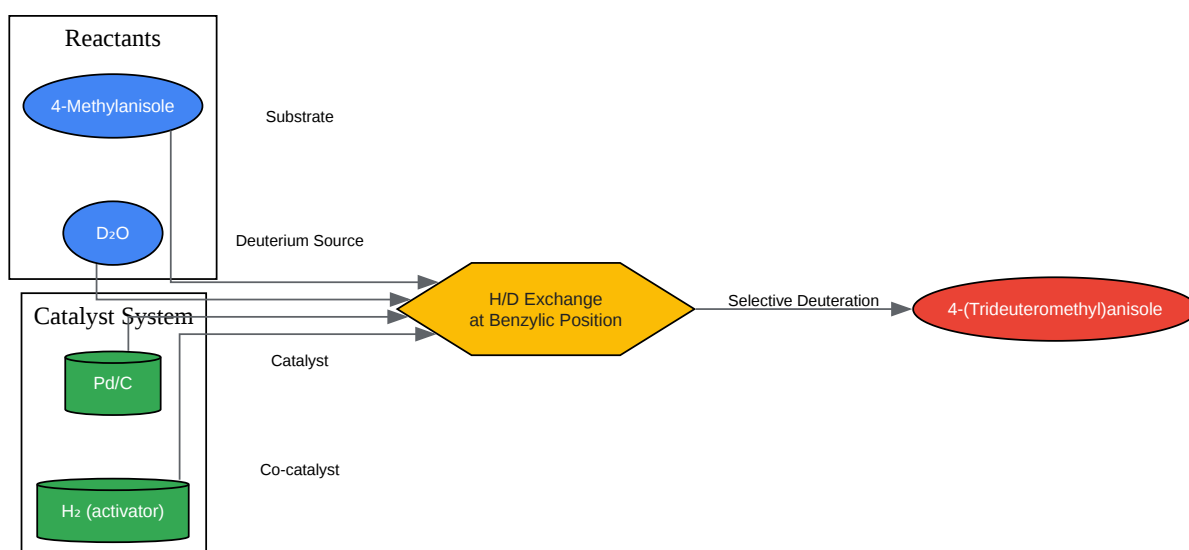 Reactants
4-Methylanisole
Substrate
D₂O
Deuterium Source
H/D Exchange
at Benzylic Position
Selective Deuteration
4-(Trideuteromethyl)anisole
Catalyst System
Pd/C
Catalyst
Co-catalyst
H₂ (activator)